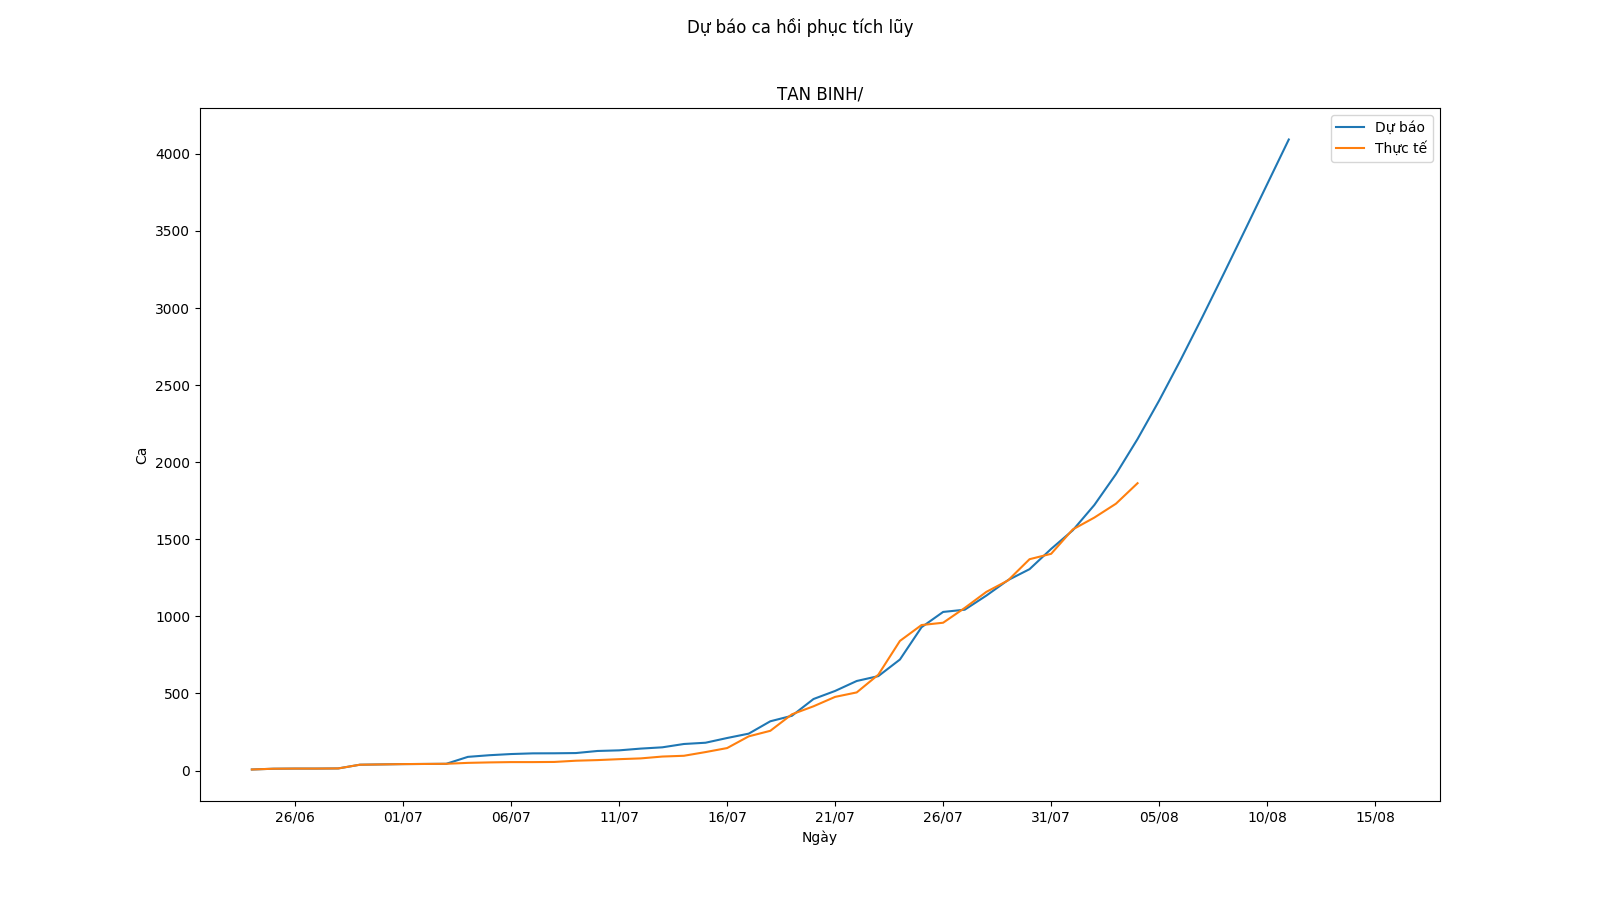 Dự báo ca hồi phục tích lũy
TAN BINH/
Dự báo
Thực tế
4000
3500
3000
2500
2000
1500
1000
500
0
Ca
26/06 01/07 06/07 11/07 16/07 21/07 26/07 31/07 05/08 10/08 15/08
Ngày